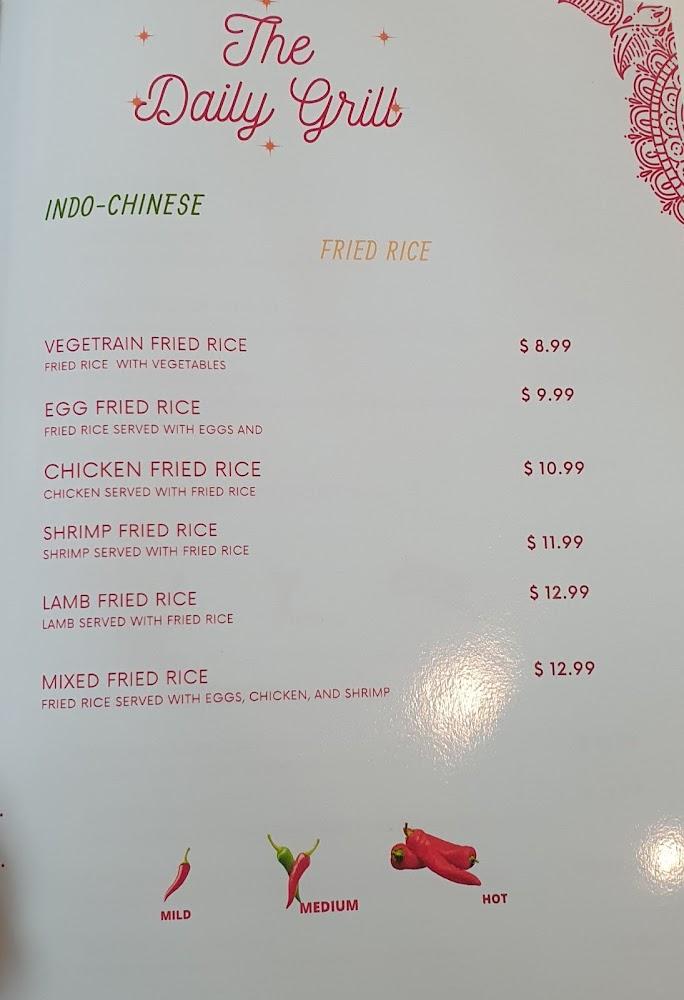 The
Daily Grill
INDO-CHINESE
FRIED RICE
VEGETRAIN FRIED RICE $ 8.99
FRIED RICE WITH VEGETABLES
EGG FRIED RICE $ 9.99
FRIED RICE SERVED WITH EGGS AND
CHICKEN FRIED RICE $ 10.99
CHICKEN SERVED WITH FRIED RICE
SHRIMP FRIED RICE $ 11.99
SHRIMP SERVED WITH FRIED RICE
LAMB FRIED RICE $ 12.99
LAMB SERVED WITH FRIED RICE
MIXED FRIED RICE $ 12.99
FRIED RICE SERVED WITH EGGS, CHICKEN, AND SHRIMP
MILD MEDIUM HOT